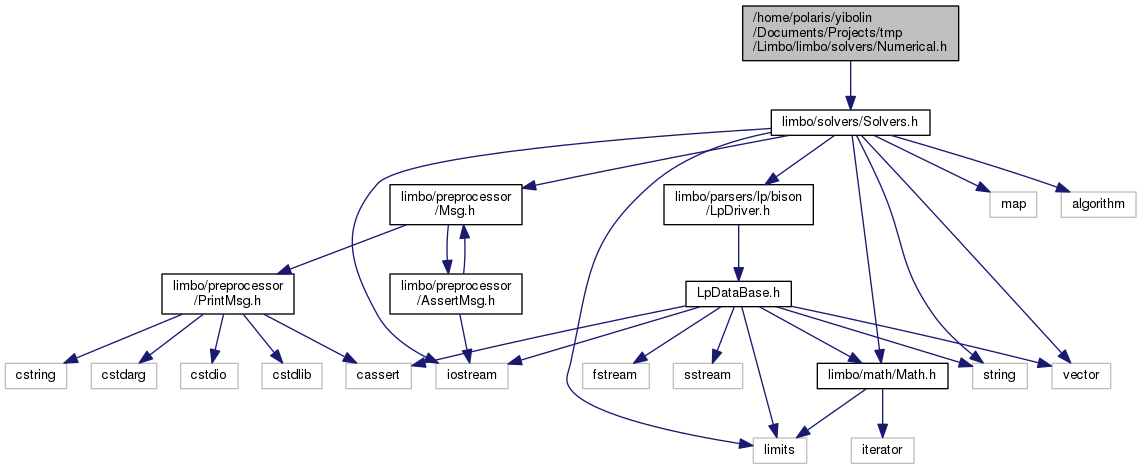 /home/polaris/yibolin
/Documents/Projects/tmp
/Limbo/limbo/solvers/Numerical.h
limbo/solvers/Solvers.h
limbo/preprocessor
/Msg.h
limbo/parsers/lp/bison
/LpDriver.h
map
algorithm
limbo/preprocessor
/PrintMsg.h
limbo/preprocessor
/AssertMsg.h
LpDataBase.h
cstring
cstdarg
cstdio
cstdlib
cassert
iostream
fstream
sstream
limbo/math/Math.h
string
vector
limits
iterator